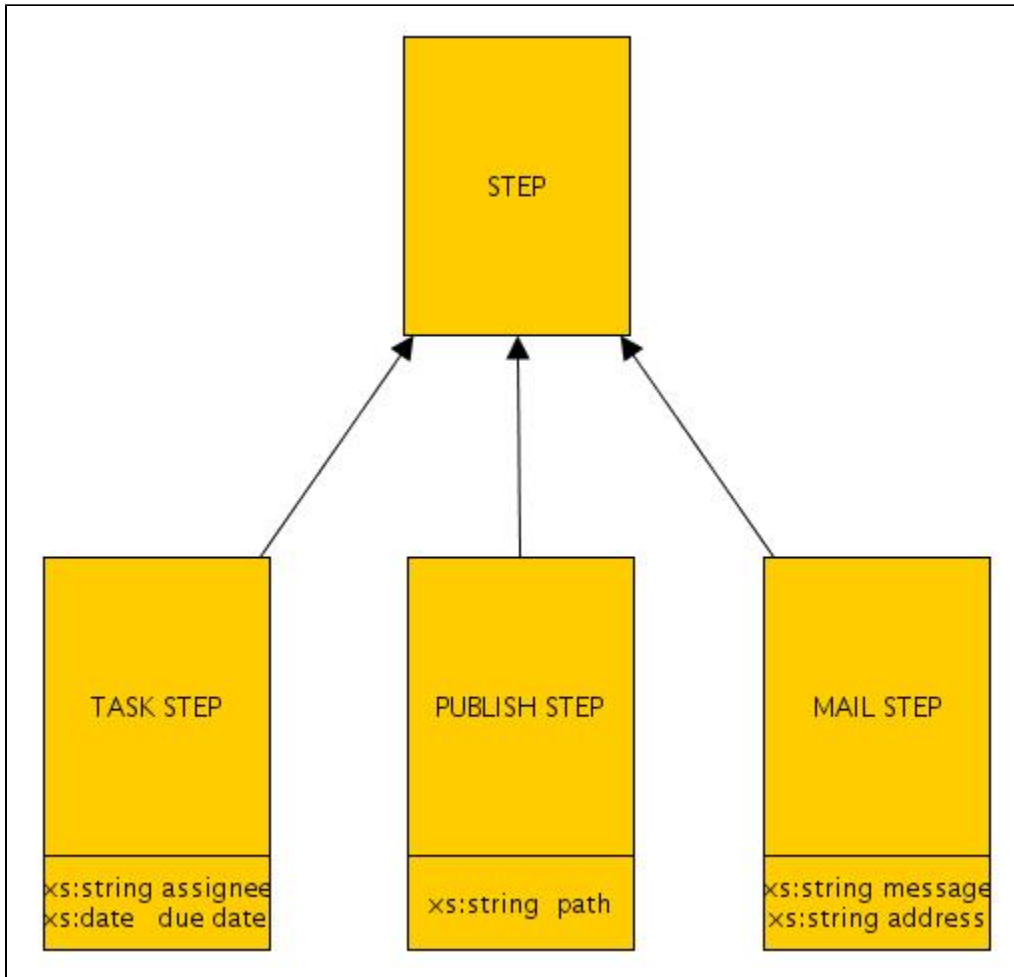 STEP
TASK STEP
PUBLISH STEP
MAIL STEP
xs:string assignee
xs:date due date
xs:string path
xs:string message
xs:string address